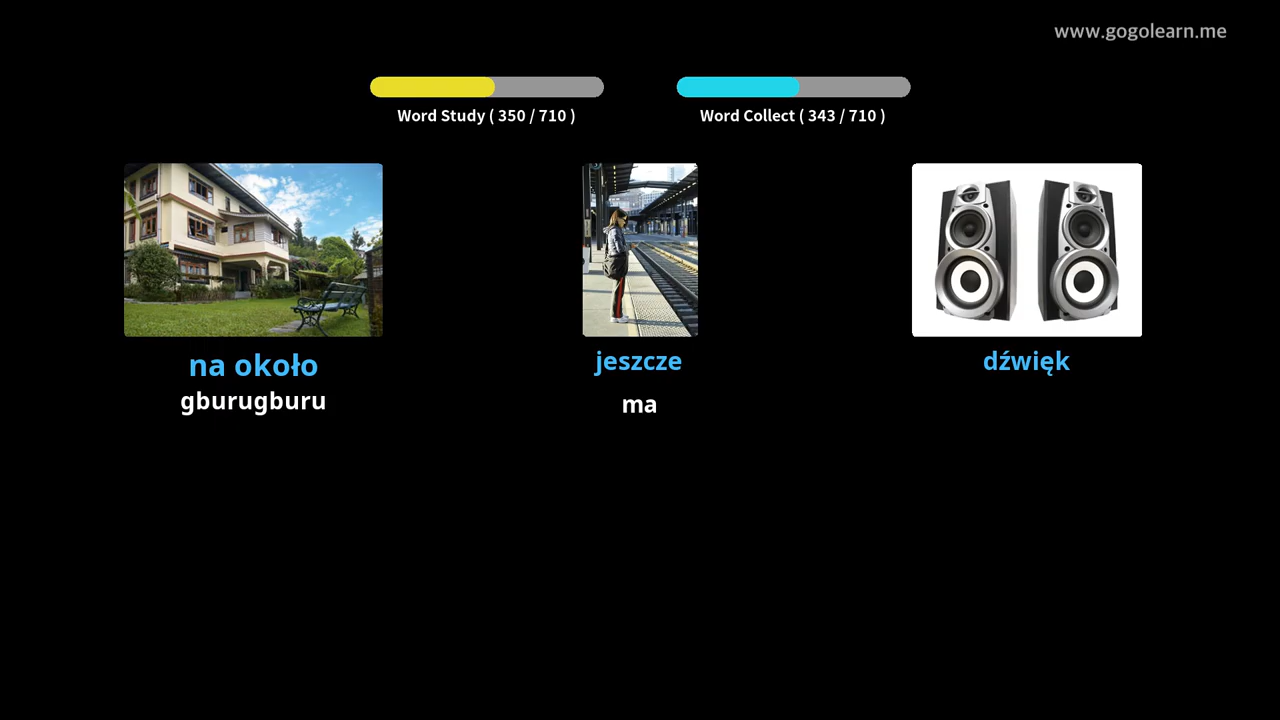 www.gogolearn.me
Word Study ( 350 / 710 )
Word Collect ( 343 / 710 )
na około
gburugburu
jeszcze
ma
dźwięk